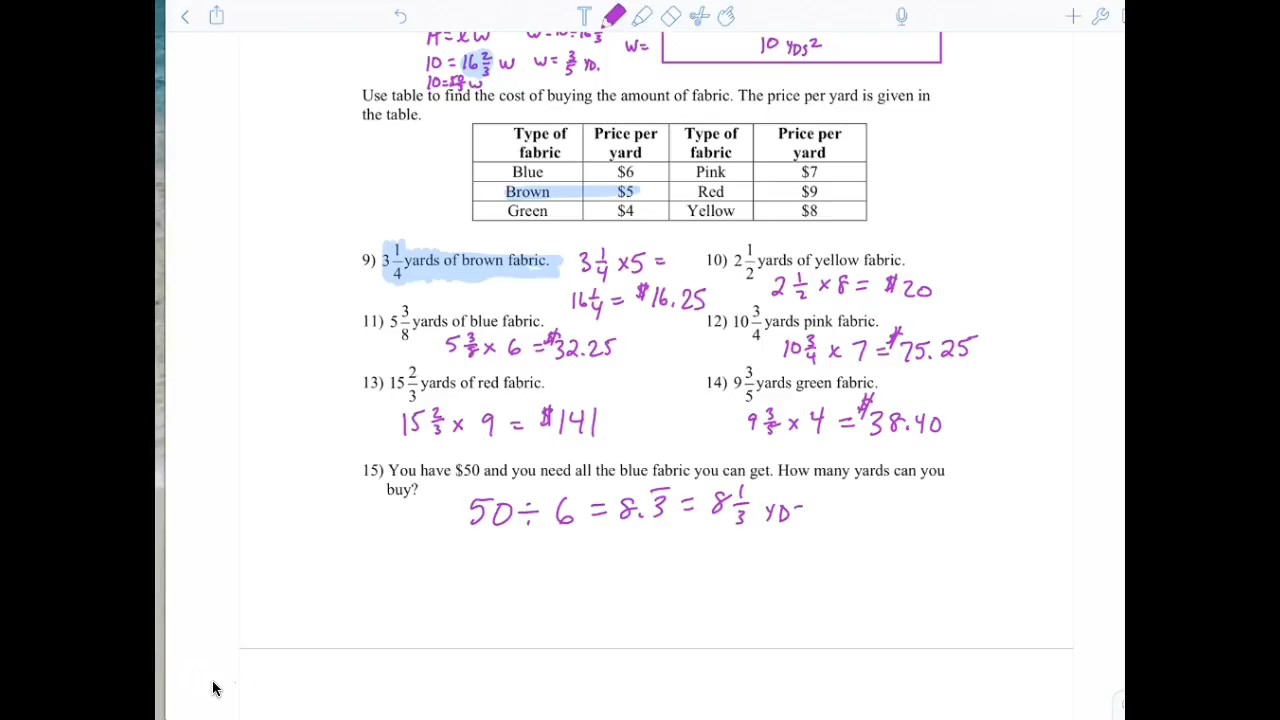 A = l w
w = 10 ÷ 16 2/3
w =
10 YDS²
10 = 16 2/3 w
w = 3/5 YD.
10 = 50/3 w
Use table to find the cost of buying the amount of fabric. The price per yard is given in
the table.
Type of fabric Price per yard Type of fabric Price per yard
Blue $6 Pink $7
Brown $5 Red $9
Green $4 Yellow $8
9) 3 1/4 yards of brown fabric.
3 1/4 × 5 =
16 1/4 = $16.25
10) 2 1/2 yards of yellow fabric.
2 1/2 × 8 = $20
11) 5 3/8 yards of blue fabric.
5 3/8 × 6 = $32.25
12) 10 3/4 yards pink fabric.
10 3/4 × 7 = $75.25
13) 15 2/3 yards of red fabric.
15 2/3 × 9 = $141
14) 9 3/5 yards green fabric.
9 3/5 × 4 = $38.40
15) You have $50 and you need all the blue fabric you can get. How many yards can you
buy?
50 ÷ 6 = 8.3̅ = 8 1/3 YD